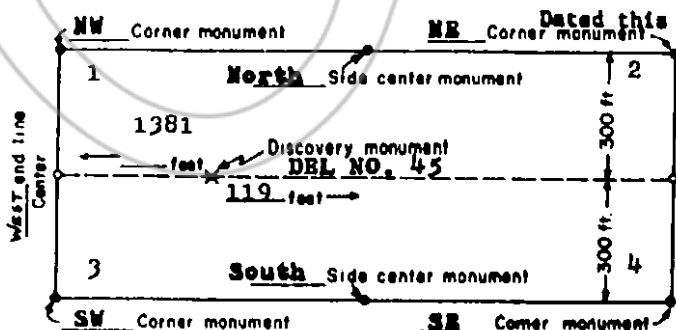 Dated this
NW Corner monument NE Corner monument
1 North Side center monument 2
300 ft
1381
feet Discovery monument
DEL NO. 45
119 feet
WEST end line
Center
300 ft.
3 South Side center monument 4
SW Corner monument SE Corner monument